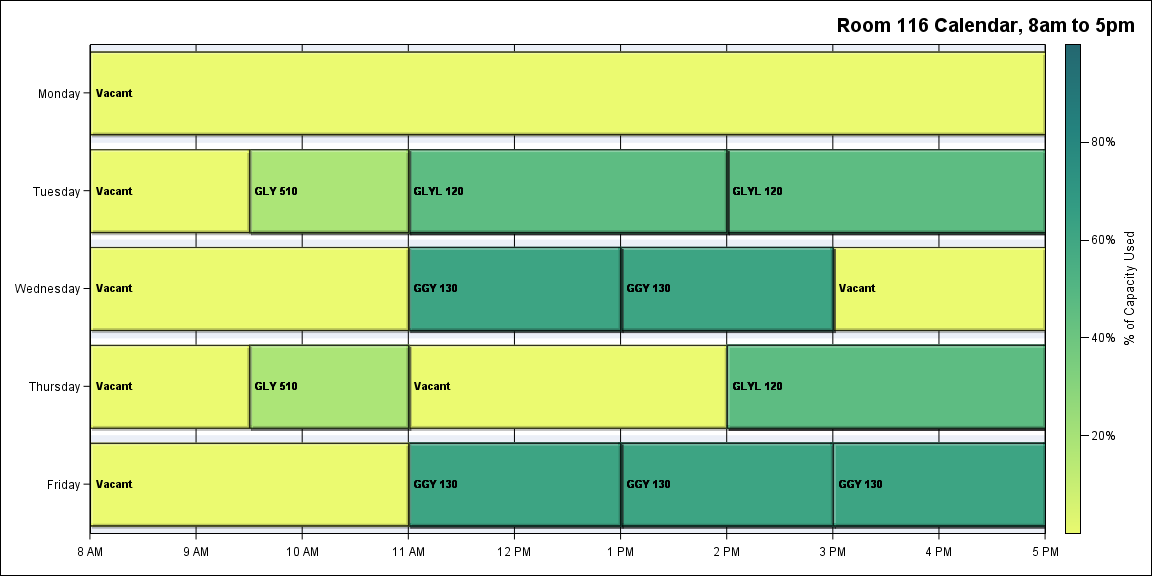 Room 116 Calendar, 8am to 5pm
Monday
Vacant
Tuesday
Vacant
GLY 510
GLYL 120
GLYL 120
Wednesday
Vacant
GGY 130
GGY 130
Vacant
Thursday
Vacant
GLY 510
Vacant
GLYL 120
Friday
Vacant
GGY 130
GGY 130
GGY 130
8 AM
9 AM
10 AM
11 AM
12 PM
1 PM
2 PM
3 PM
4 PM
5 PM
80%
60%
40%
20%
% of Capacity Used